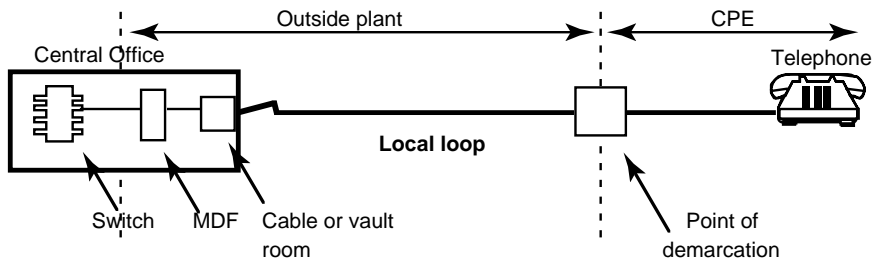 Outside plant
CPE
Central Office
Telephone
Local loop
Switch
MDF
Cable or vault
room
Point of
demarcation